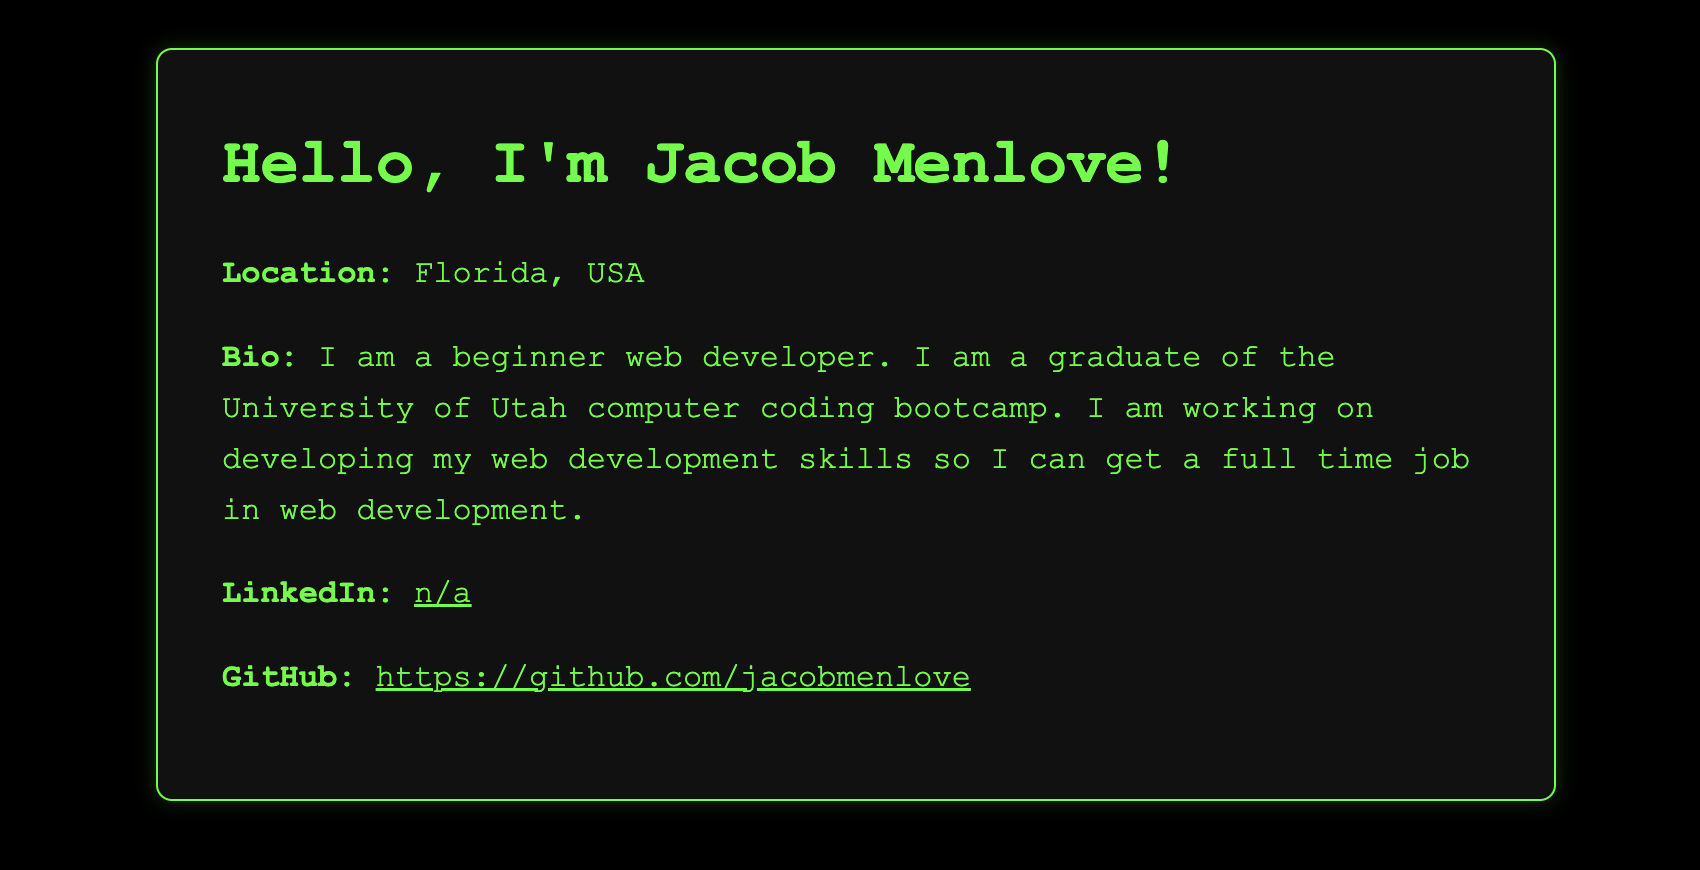 Hello, I'm Jacob Menlove!
Location: Florida, USA
Bio: I am a beginner web developer. I am a graduate of the
University of Utah computer coding bootcamp. I am working on
developing my web development skills so I can get a full time job
in web development.
LinkedIn: n/a
GitHub: https://github.com/jacobmenlove